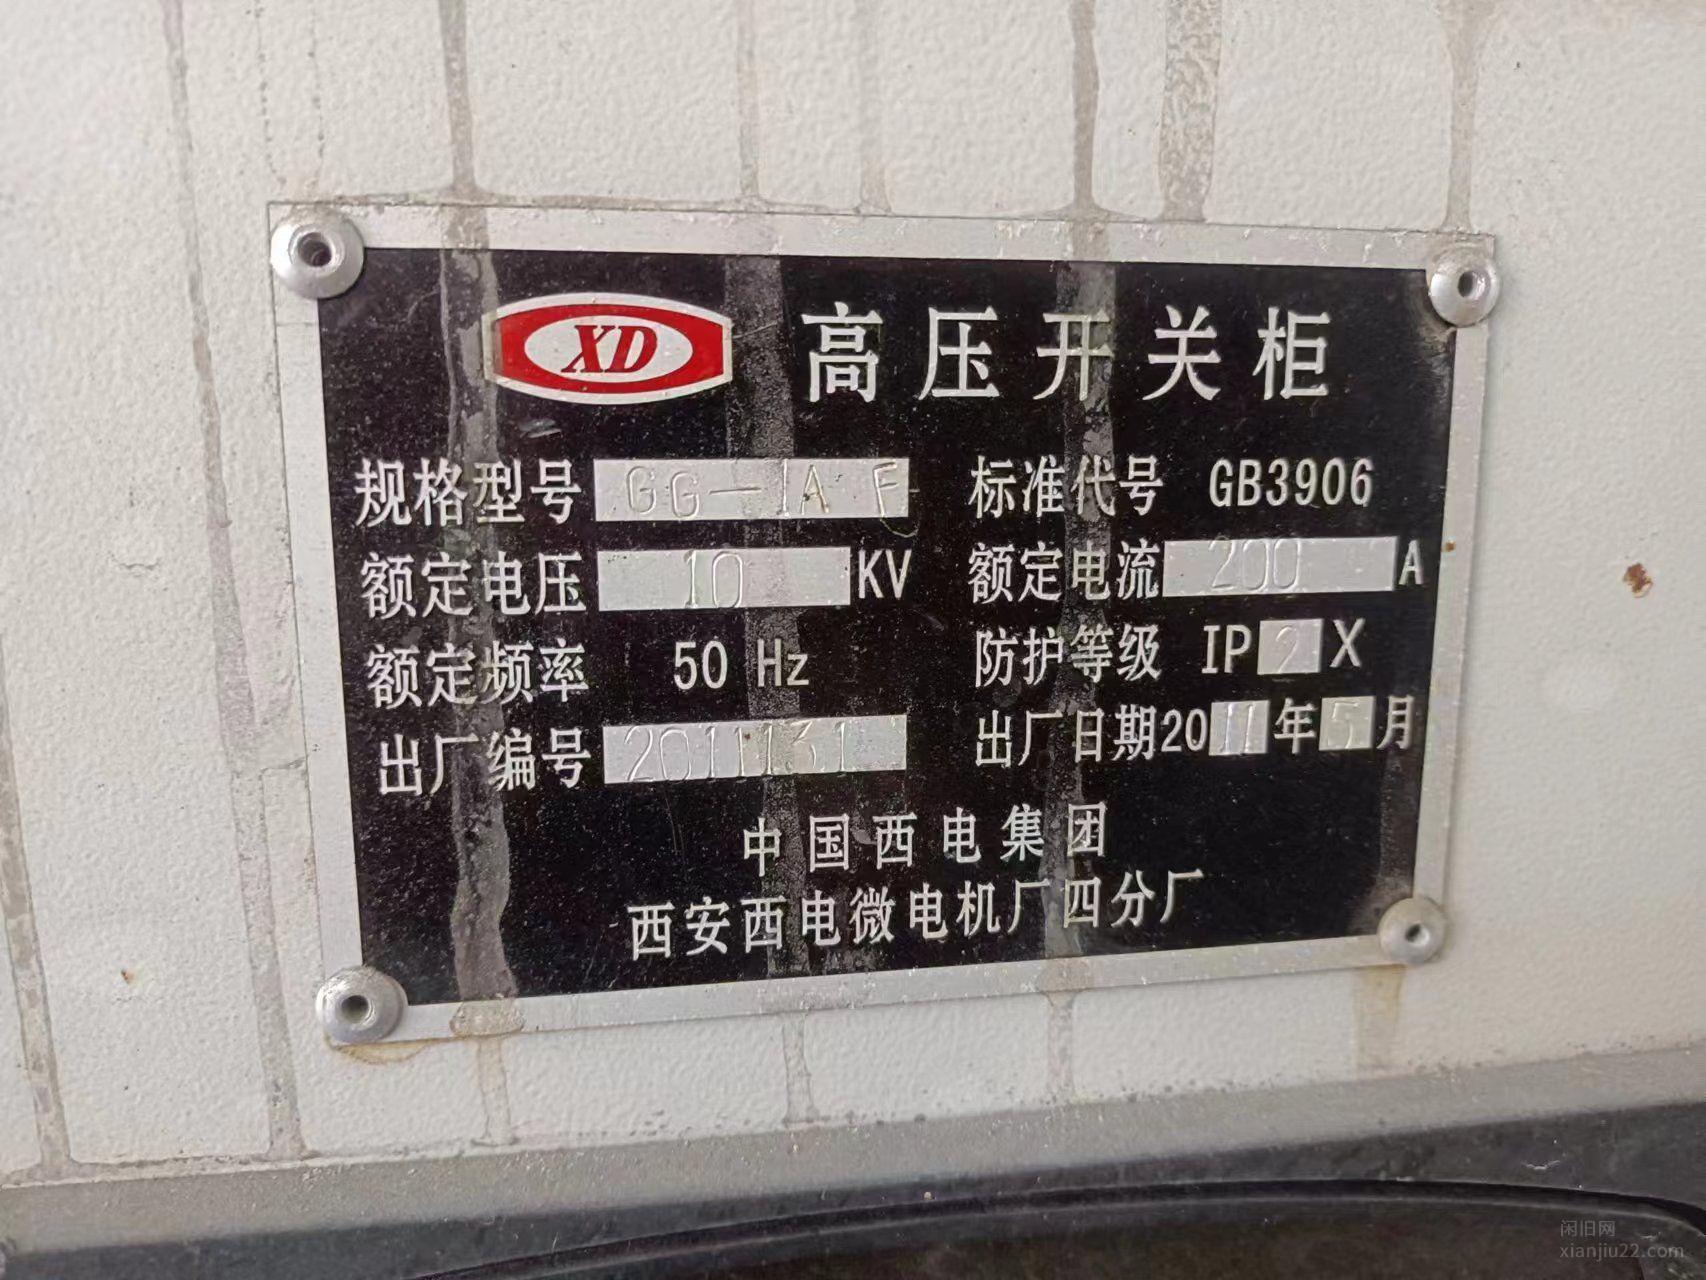 XD 高压开关柜
规格型号 GG-1A F 标准代号 GB3906
额定电压 10 KV 额定电流 200 A
额定频率 50 Hz 防护等级 IP2X
出厂编号 2011131 出厂日期2011年5月
中国西电集团
西安西电微电机厂四分厂
闲旧网
xianjiu22.com